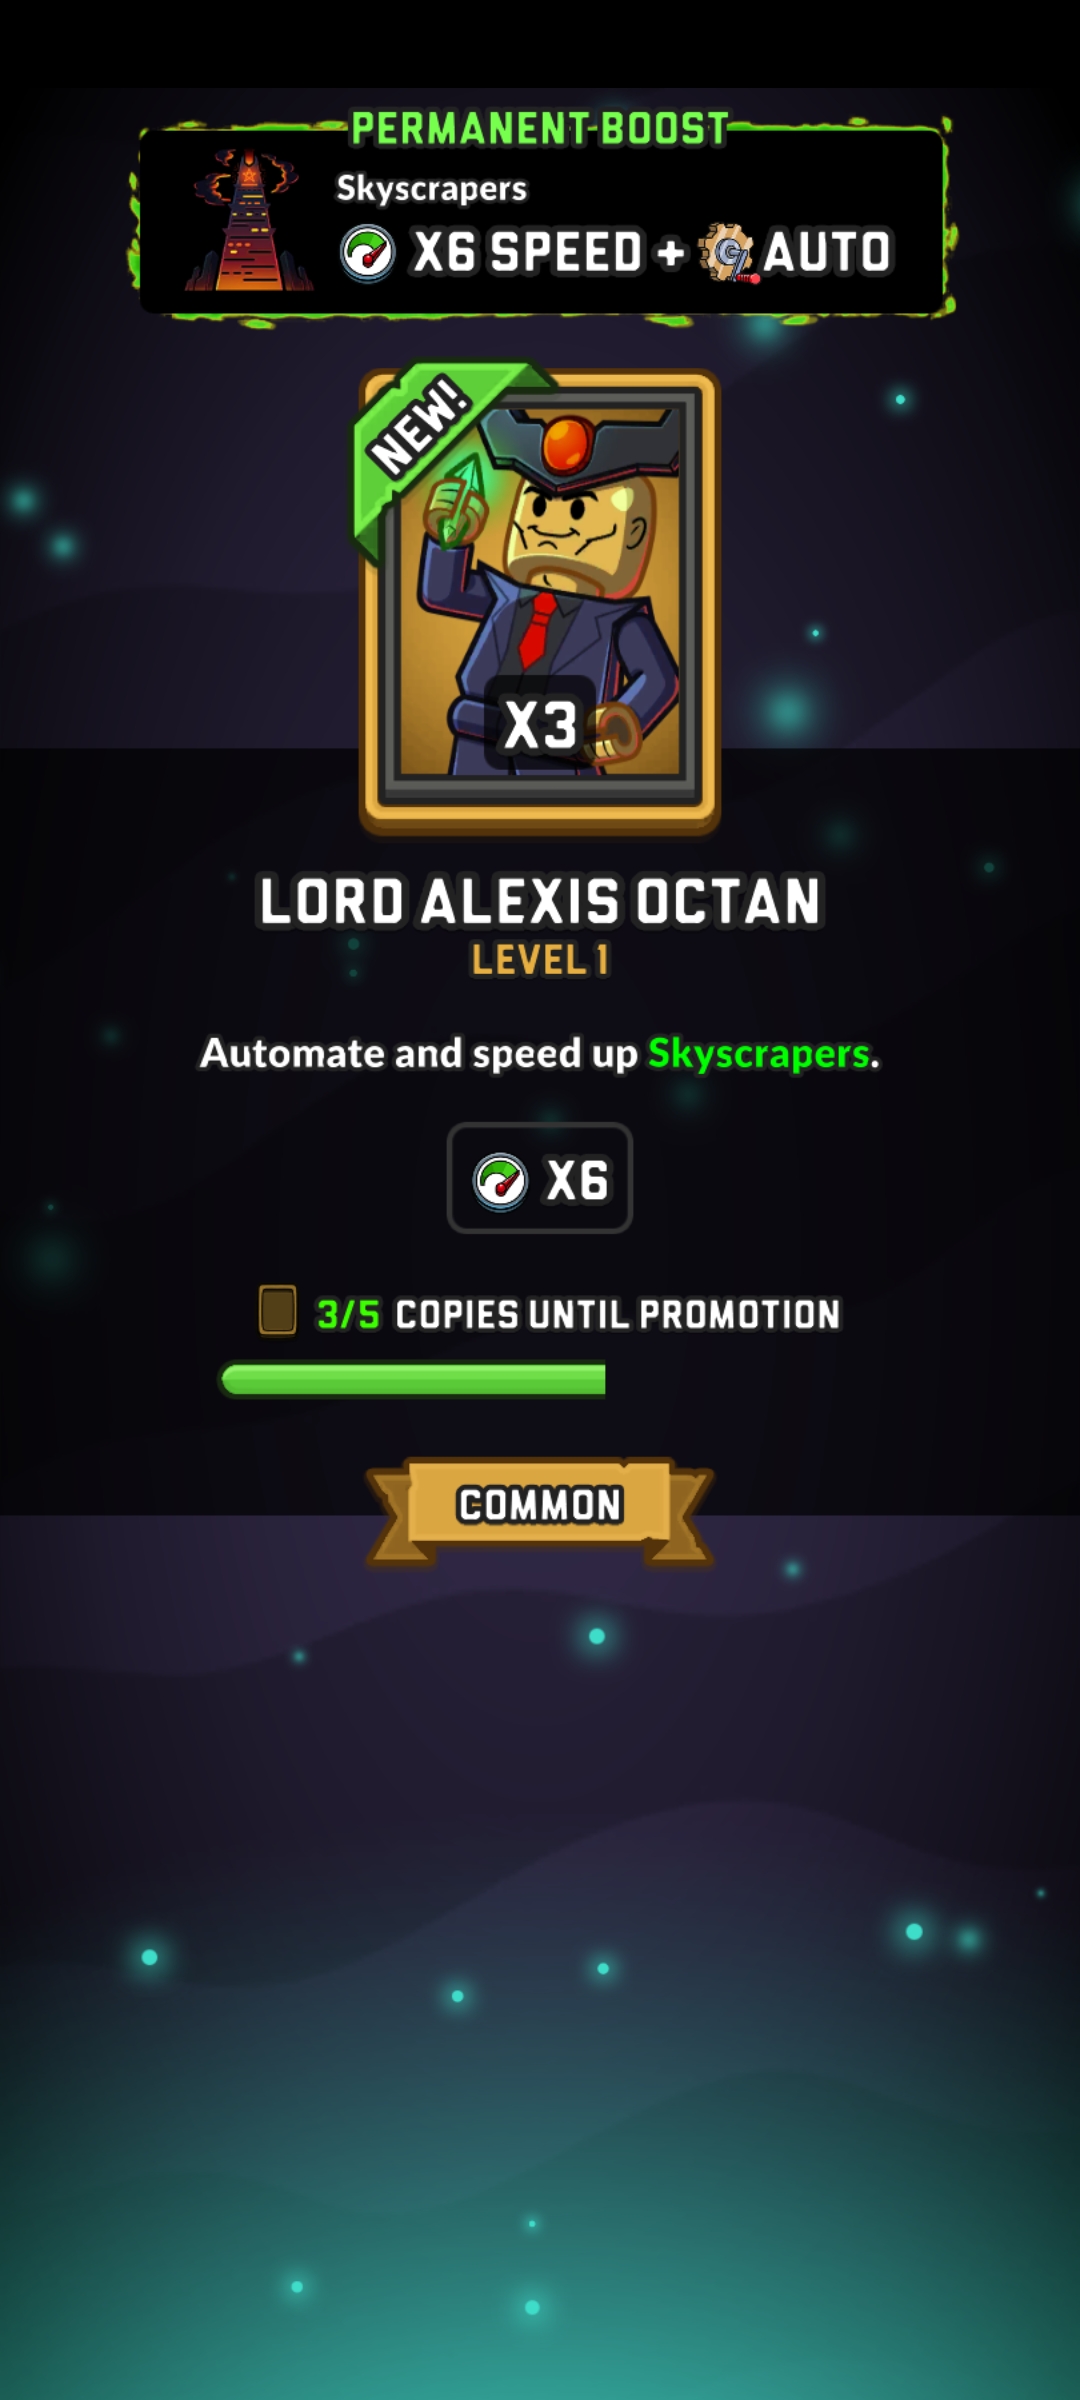 PERMANENT BOOST
Skyscrapers
X6 SPEED + AUTO
NEW!
X3
LORD ALEXIS OCTAN
LEVEL 1
Automate and speed up Skyscrapers.
X6
3/5 COPIES UNTIL PROMOTION
COMMON